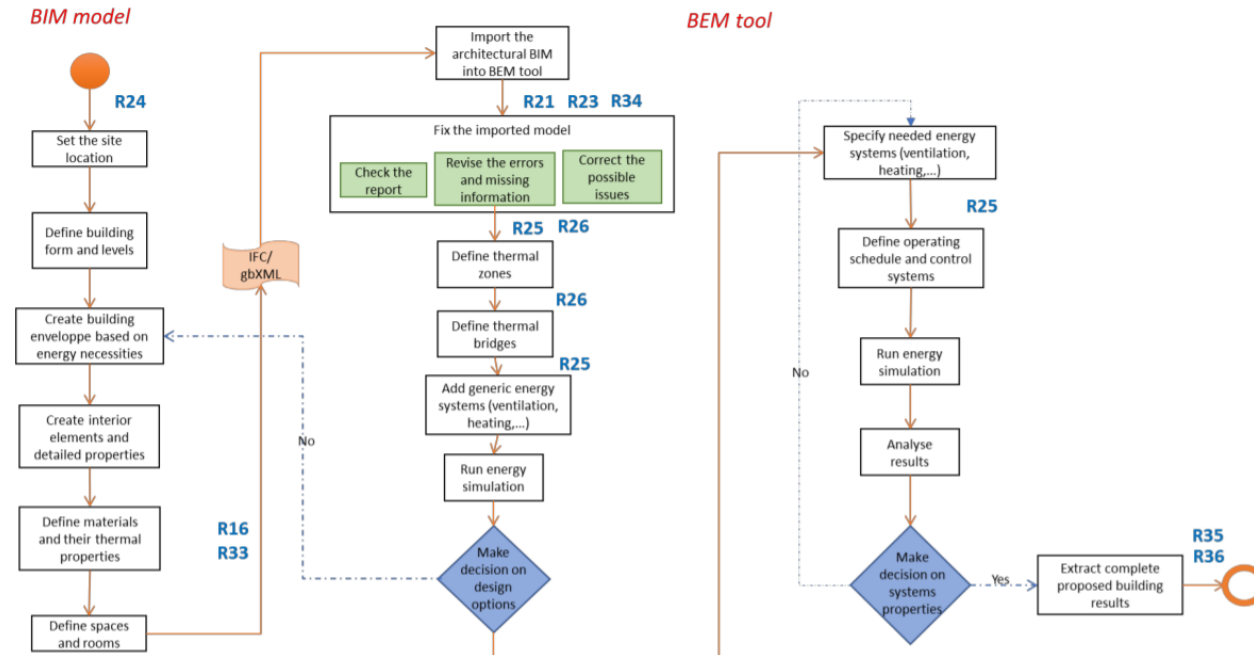 BIM model
R24
Set the site
location
Define building
form and levels
Create building
enveloppe based on
energy necessities
Create interior
elements and
detailed properties
Define materials
and their thermal
properties
Define spaces
and rooms
R16
R33
IFC/
gbXML
No
Import the
architectural BIM
into BEM tool
R21 R23 R34
Fix the imported model
Check the
report
Revise the errors
and missing
information
Correct the
possible
issues
R25 R26
Define thermal
zones
R26
Define thermal
bridges
R25
Add generic energy
systems (ventilation,
heating,...)
Run energy
simulation
Make
decision on
design
options
BEM tool
Specify needed energy
systems (ventilation,
heating,...)
R25
Define operating
schedule and control
systems
Run energy
simulation
No
Analyse
results
Make
decision on
systems
properties
Yes
Extract complete
proposed building
results
R35
R36